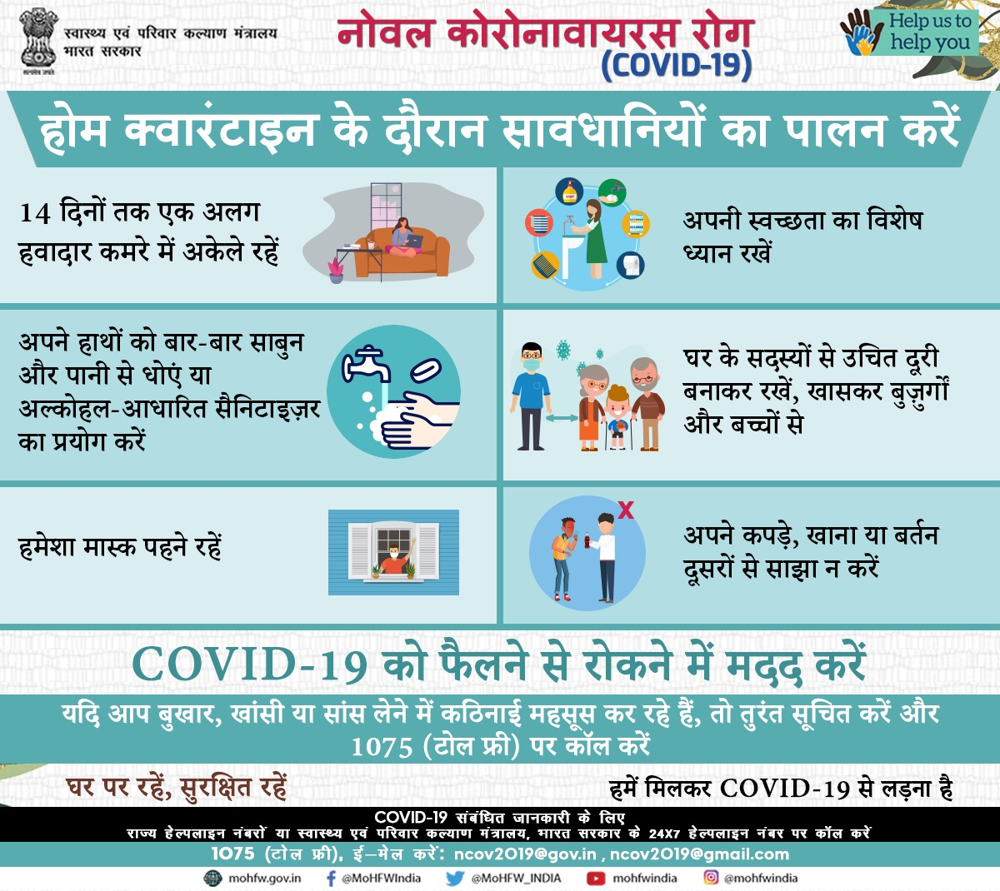 स्वास्थ्य एवं परिवार कल्याण मंत्रालय
भारत सरकार
नोवल कोरोनावायरस रोग
(COVID-19)
Help us to
help you
होम क्वारंटाइन के दौरान सावधानियों का पालन करें
14 दिनों तक एक अलग
हवादार कमरे में अकेले रहें
अपनी स्वच्छता का विशेष
ध्यान रखें
अपने हाथों को बार-बार साबुन
और पानी से धोएं या
अल्कोहल-आधारित सैनिटाइज़र
का प्रयोग करें
घर के सदस्यों से उचित दूरी
बनाकर रखें, खासकर बुज़ुर्गों
और बच्चों से
हमेशा मास्क पहने रहें
X
अपने कपड़े, खाना या बर्तन
दूसरों से साझा न करें
COVID-19 को फैलने से रोकने में मदद करें
यदि आप बुखार, खांसी या सांस लेने में कठिनाई महसूस कर रहे हैं, तो तुरंत सूचित करें और
1075 (टोल फ्री) पर कॉल करें
घर पर रहें, सुरक्षित रहें
हमें मिलकर COVID-19 से लड़ना है
COVID-19 संबंधित जानकारी के लिए
राज्य हेल्पलाइन नंबरों या स्वास्थ्य एवं परिवार कल्याण मंत्रालय, भारत सरकार के 24X7 हेल्पलाइन नंबर पर कॉल करें
1075 (टोल फ्री), ई–मेल करें: ncov2019@gov.in , ncov2019@gmail.com
mohfw.gov.in @MoHFWIndia @MoHFW_INDIA mohfwindia @mohfwindia